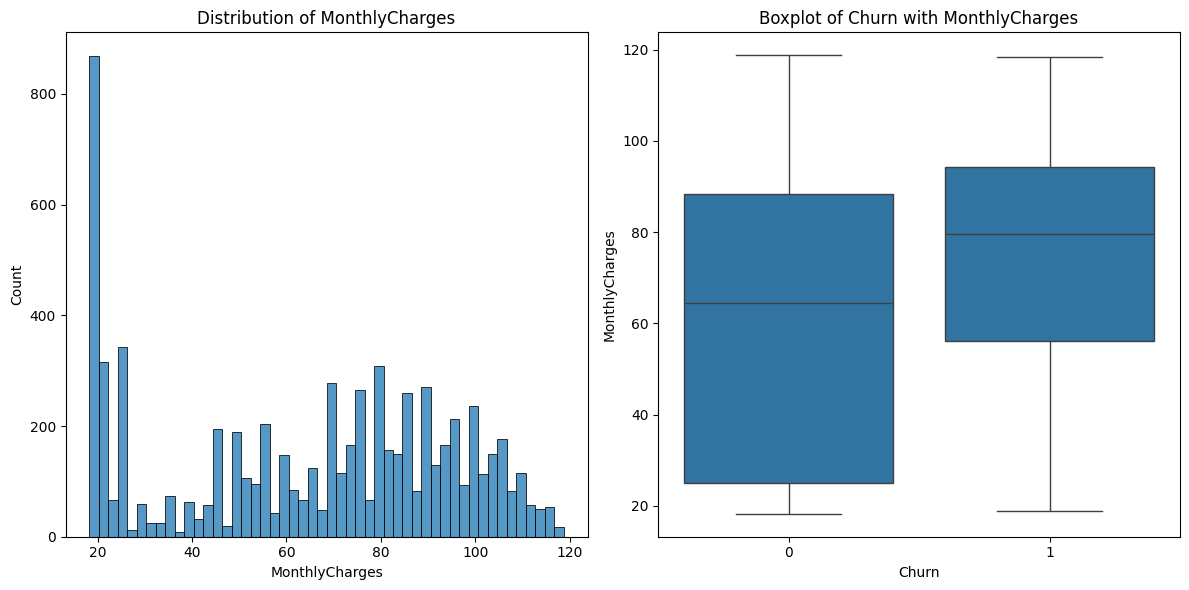 Distribution of MonthlyCharges
Count
800
600
400
200
0
20 40 60 80 100 120
MonthlyCharges
Boxplot of Churn with MonthlyCharges
MonthlyCharges
120
100
80
60
40
20
0 1
Churn